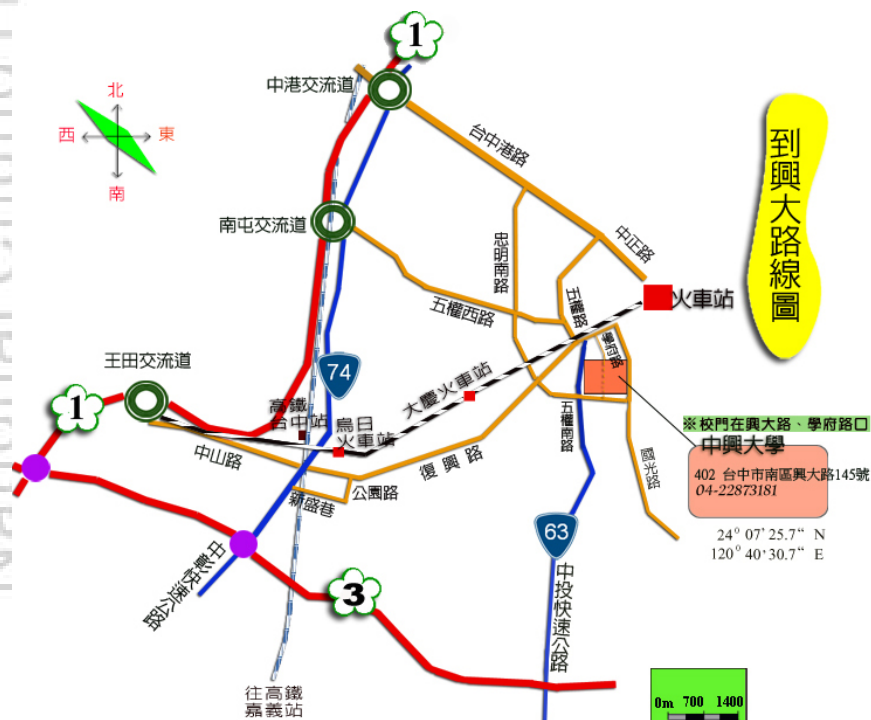 1
中港交流道
北
西
東
南
台中港路
到興大路線圖
南屯交流道
忠明南路
中正路
五權西路
五權路
火車站
學府路
王田交流道
74
大慶火車站
1
高鐵
台中站
烏日
火車站
五權南路
※校門在興大路、學府路口
中興大學
中山路
復興路
國光路
402 台中市南區興大路145號
04-22873181
公園路
新盛巷
24° 07' 25.7" N
120° 40' 30.7" E
63
中彰快速公路
中投快速公路
3
往高鐵
嘉義站
0m 700 1400